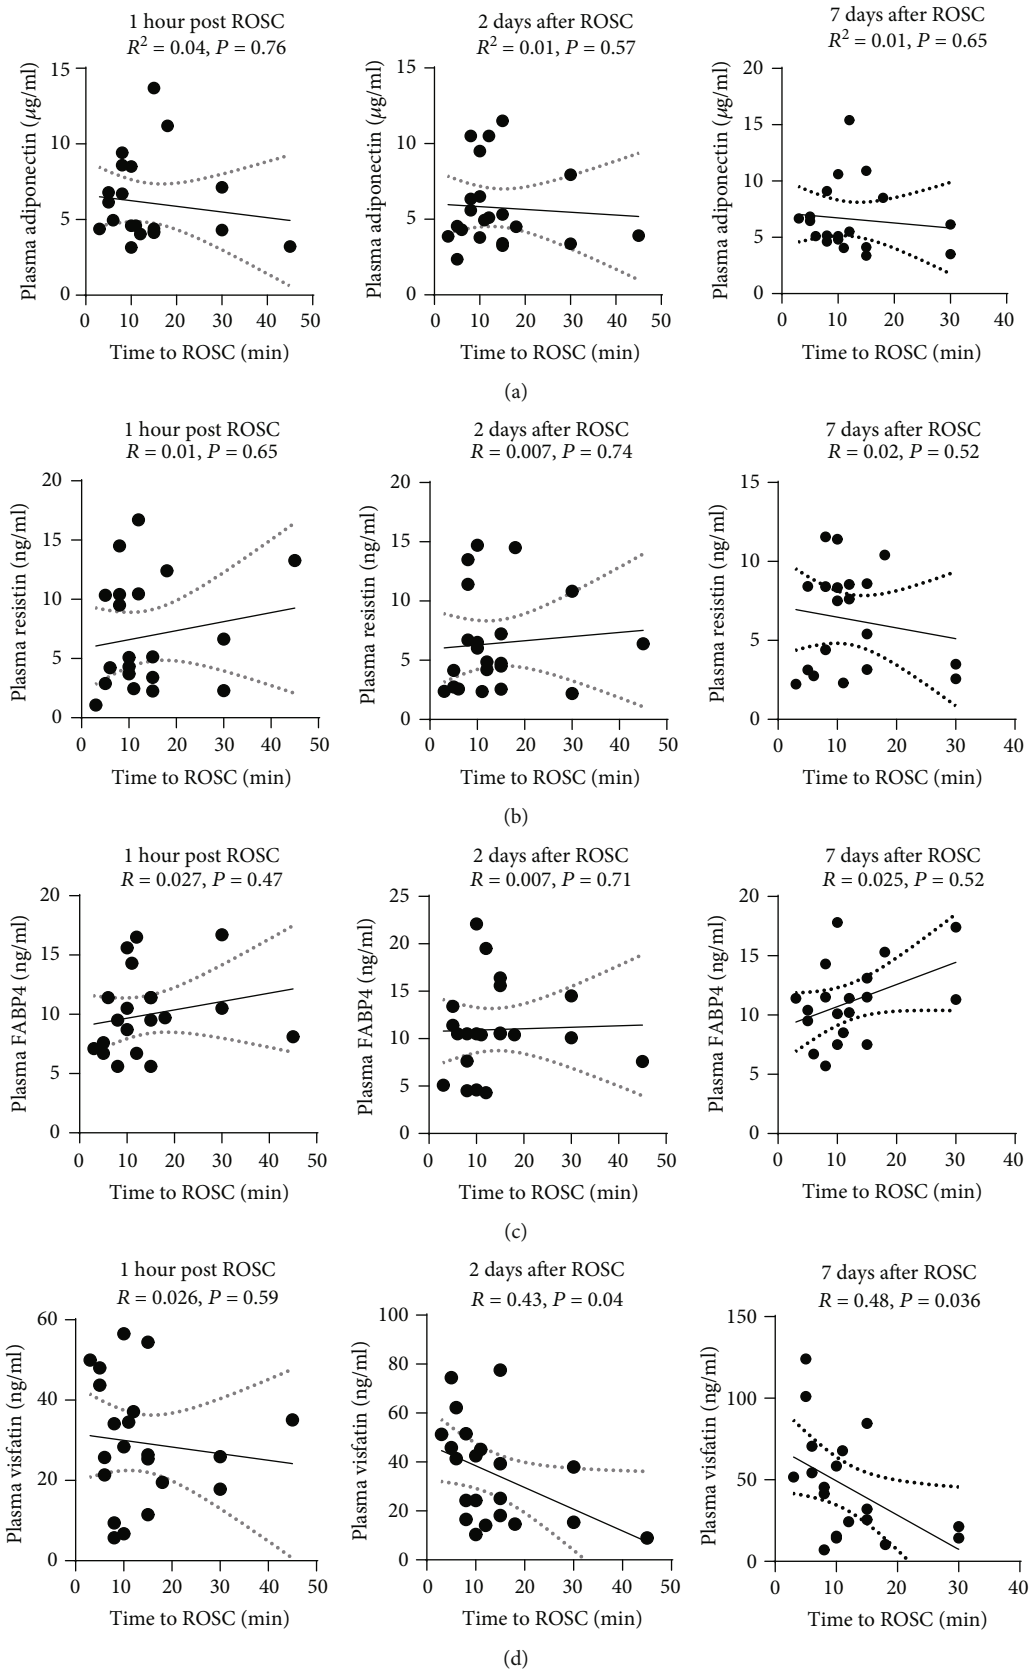 1 hour post ROSC
R² = 0.04, P = 0.76
Plasma adiponectin (μg/ml)
15
10
5
0
0 10 20 30 40 50
Time to ROSC (min)
2 days after ROSC
R² = 0.01, P = 0.57
Plasma adiponectin (μg/ml)
15
10
5
0
0 10 20 30 40 50
Time to ROSC (min)
7 days after ROSC
R² = 0.01, P = 0.65
Plasma adiponectin (μg/ml)
20
15
10
5
0
0 10 20 30 40
Time to ROSC (min)
(a)
1 hour post ROSC
R = 0.01, P = 0.65
Plasma resistin (ng/ml)
20
15
10
5
0
0 10 20 30 40 50
Time to ROSC (min)
2 days after ROSC
R = 0.007, P = 0.74
Plasma resistin (ng/ml)
20
15
10
5
0
0 10 20 30 40 50
Time to ROSC (min)
7 days after ROSC
R = 0.02, P = 0.52
Plasma resistin (ng/ml)
15
10
5
0
0 10 20 30 40
Time to ROSC (min)
(b)
1 hour post ROSC
R = 0.027, P = 0.47
Plasma FABP4 (ng/ml)
20
15
10
5
0
0 10 20 30 40 50
Time to ROSC (min)
2 days after ROSC
R = 0.007, P = 0.71
Plasma FABP4 (ng/ml)
25
20
15
10
5
0
0 10 20 30 40 50
Time to ROSC (min)
7 days after ROSC
R = 0.025, P = 0.52
Plasma FABP4 (ng/ml)
20
15
10
5
0
0 10 20 30 40
Time to ROSC (min)
(c)
1 hour post ROSC
R = 0.026, P = 0.59
Plasma visfatin (ng/ml)
60
40
20
0
0 10 20 30 40 50
Time to ROSC (min)
2 days after ROSC
R = 0.43, P = 0.04
Plasma visfatin (ng/ml)
100
80
60
40
20
0
0 10 20 30 40 50
Time to ROSC (min)
7 days after ROSC
R = 0.48, P = 0.036
Plasma visfatin (ng/ml)
150
100
50
0
0 10 20 30 40
Time to ROSC (min)
(d)